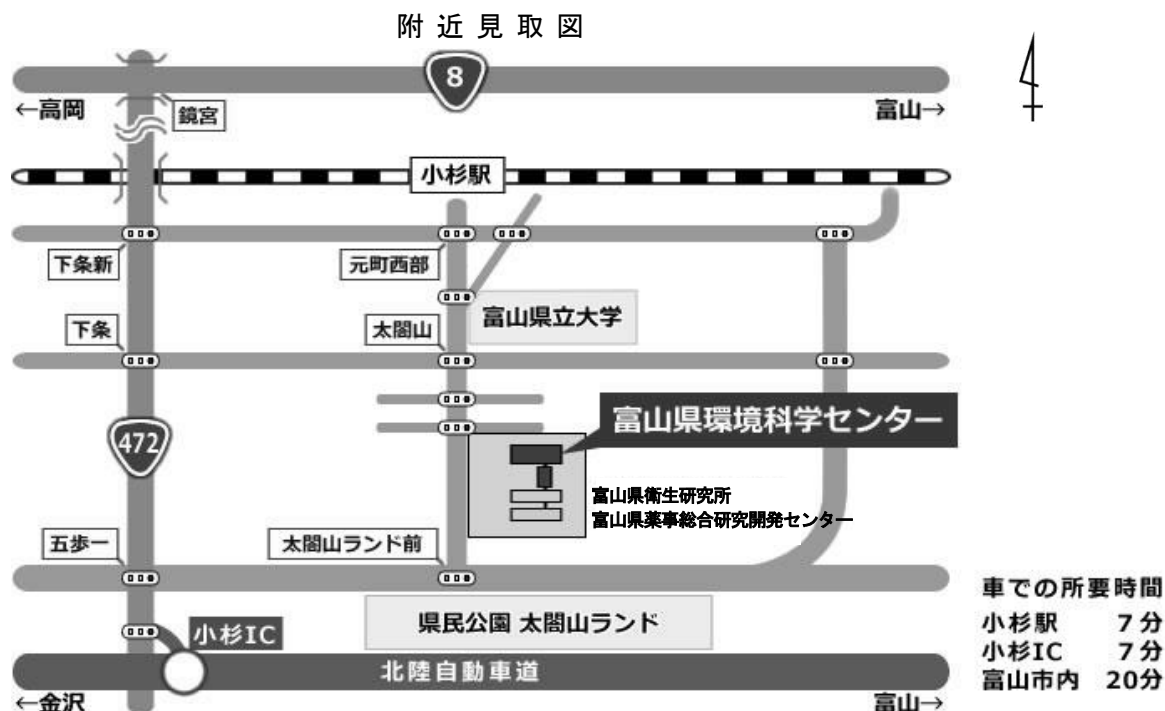 附近見取図
8
←高岡
富山→
鏡宮
小杉駅
下条新
元町西部
富山県立大学
下条
太閤山
富山県環境科学センター
472
富山県衛生研究所
富山県薬事総合研究開発センター
五歩一
太閤山ランド前
県民公園 太閤山ランド
小杉IC
北陸自動車道
←金沢
富山→
車での所要時間
小杉駅 7分
小杉IC 7分
富山市内 20分